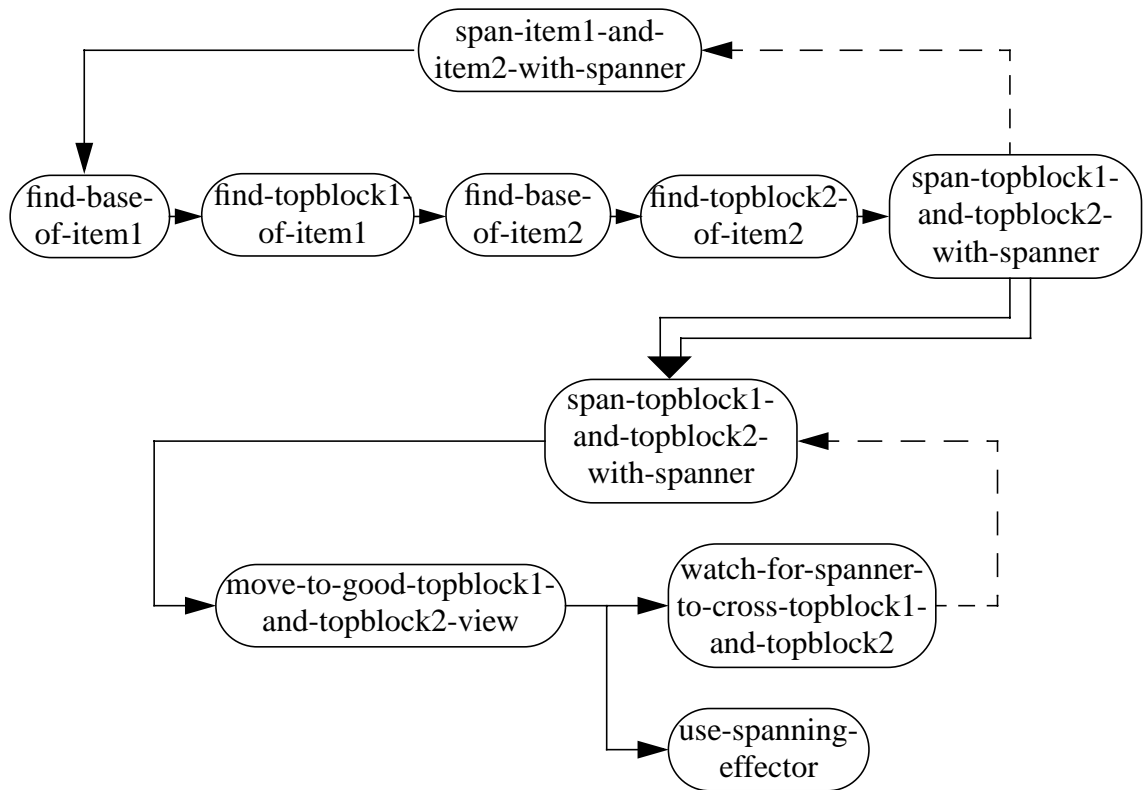 span-item1-and-
item2-with-spanner
find-base-
of-item1
find-topblock1-
of-item1
find-base-
of-item2
find-topblock2-
of-item2
span-topblock1-
and-topblock2-
with-spanner
span-topblock1-
and-topblock2-
with-spanner
move-to-good-topblock1-
and-topblock2-view
watch-for-spanner-
to-cross-topblock1-
and-topblock2
use-spanning-
effector